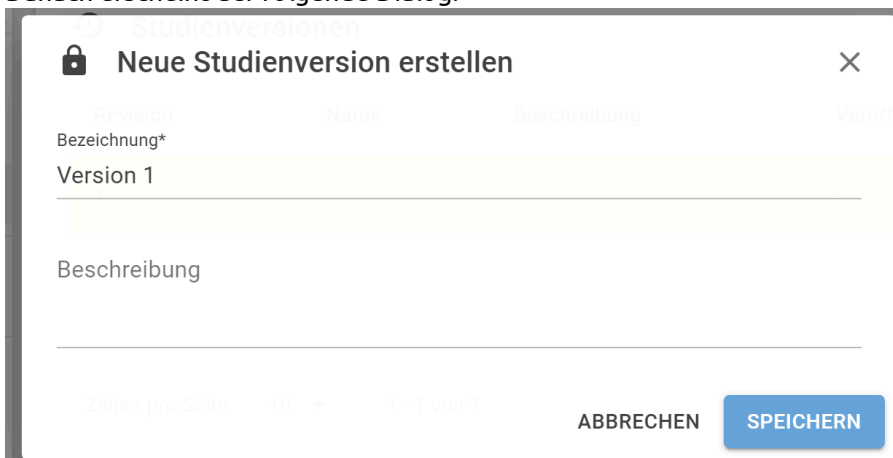 Studienversionen
Neue Studienversion erstellen
Revision Name Beschreibung
Bezeichnung*
Version 1
Beschreibung
Zeilen pro Seite 10 1 - 1 von 1
ABBRECHEN SPEICHERN